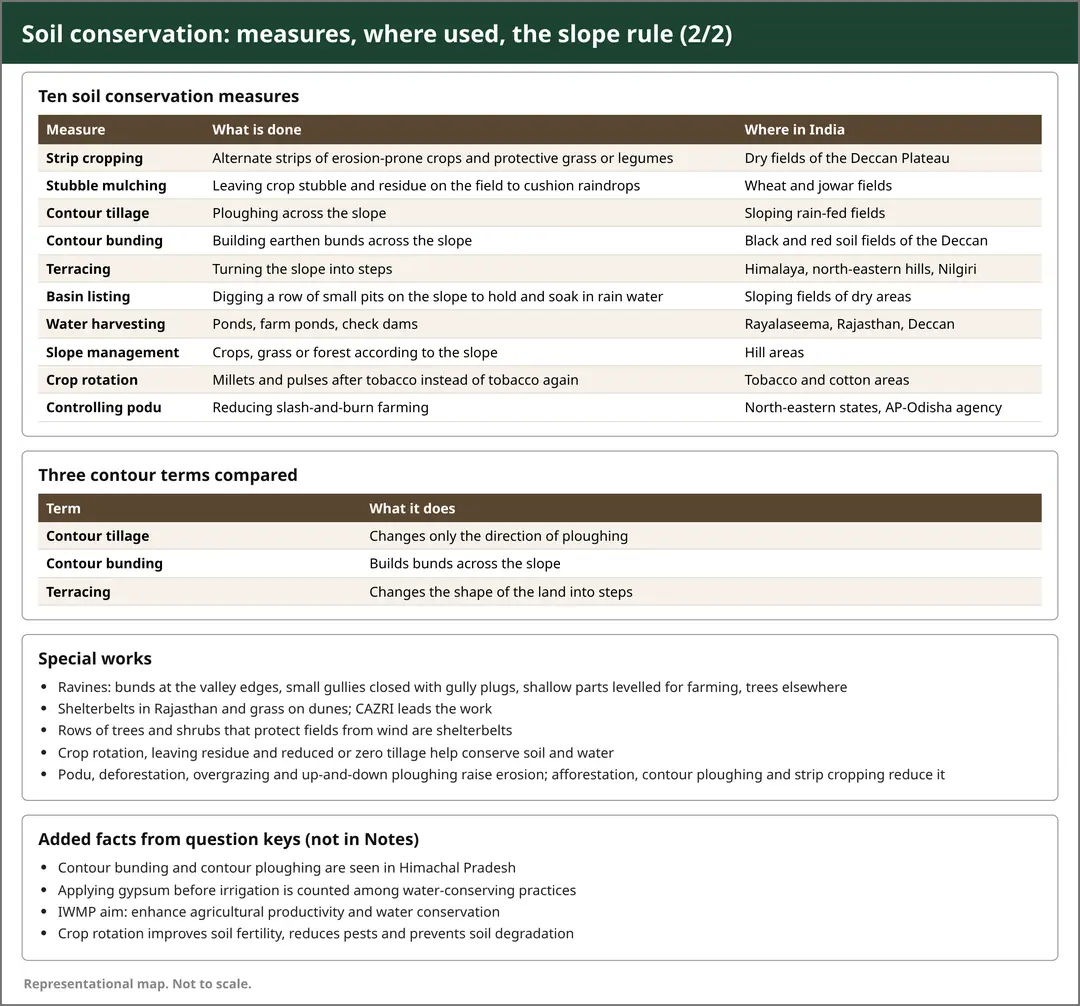 Soil conservation: measures, where used, the slope rule (2/2)
Ten soil conservation measures
Measure What is done Where in India
Strip cropping Alternate strips of erosion-prone crops and protective grass or legumes Dry fields of the Deccan Plateau
Stubble mulching Leaving crop stubble and residue on the field to cushion raindrops Wheat and jowar fields
Contour tillage Ploughing across the slope Sloping rain-fed fields
Contour bunding Building earthen bunds across the slope Black and red soil fields of the Deccan
Terracing Turning the slope into steps Himalaya, north-eastern hills, Nilgiri
Basin listing Digging a row of small pits on the slope to hold and soak in rain water Sloping fields of dry areas
Water harvesting Ponds, farm ponds, check dams Rayalaseema, Rajasthan, Deccan
Slope management Crops, grass or forest according to the slope Hill areas
Crop rotation Millets and pulses after tobacco instead of tobacco again Tobacco and cotton areas
Controlling podu Reducing slash-and-burn farming North-eastern states, AP-Odisha agency
Three contour terms compared
Term What it does
Contour tillage Changes only the direction of ploughing
Contour bunding Builds bunds across the slope
Terracing Changes the shape of the land into steps
Special works
• Ravines: bunds at the valley edges, small gullies closed with gully plugs, shallow parts levelled for farming, trees elsewhere
• Shelterbelts in Rajasthan and grass on dunes; CAZRI leads the work
• Rows of trees and shrubs that protect fields from wind are shelterbelts
• Crop rotation, leaving residue and reduced or zero tillage help conserve soil and water
• Podu, deforestation, overgrazing and up-and-down ploughing raise erosion; afforestation, contour ploughing and strip cropping reduce it
Added facts from question keys (not in Notes)
• Contour bunding and contour ploughing are seen in Himachal Pradesh
• Applying gypsum before irrigation is counted among water-conserving practices
• IWMP aim: enhance agricultural productivity and water conservation
• Crop rotation improves soil fertility, reduces pests and prevents soil degradation
Representational map. Not to scale.